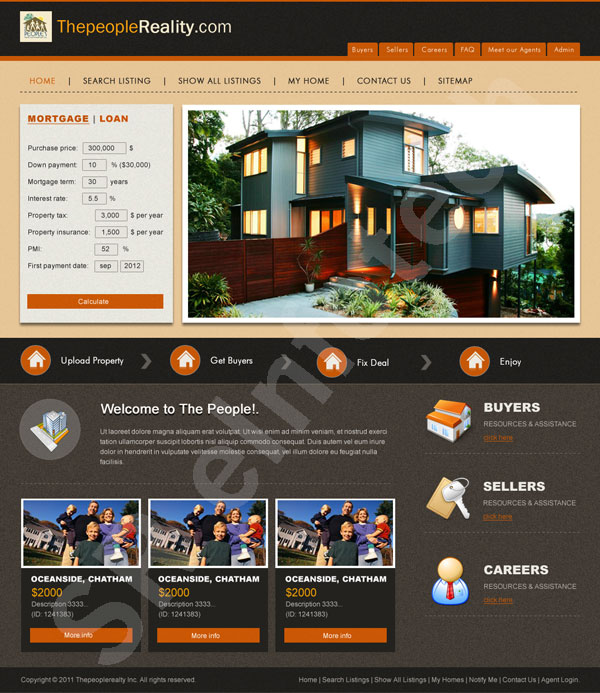 PEOPLE'S
ThepeopleReality.com
Buyers Sellers Careers FAQ Meet our Agents Admin
HOME | SEARCH LISTING | SHOW ALL LISTINGS | MY HOME | CONTACT US | SITEMAP
MORTGAGE | LOAN
Purchase price: 300,000 $
Down payment: 10 % ($30,000)
Mortgage term: 30 years
Interest rate: 5.5 %
Property tax: 3,000 $ per year
Property insurance: 1,500 $ per year
PMI: 52 %
First payment date: sep 2012
Calculate
Upload Property Get Buyers Fix Deal Enjoy
Welcome to The People!.
Ut laoreet dolore magna aliquam erat volutpat. Ut wisi enim ad minim veniam, et nostrud exerci
tation ullamcorper suscipit lobortis nisl aliquip commodo consequat. Duis autem vel eum iriure
dolor in hendrerit in vulputate velitesse molestie consequat, vel illum dolore eu feugiat nulla
facilisis.
BUYERS
RESOURCES & ASSISTANCE
click here
SELLERS
RESOURCES & ASSISTANCE
click here
CAREERS
RESOURCES & ASSISTANCE
click here
OCEANSIDE, CHATHAM
$2000
Description 3333...
(ID: 1241383)
More info
OCEANSIDE, CHATHAM
$2000
Description 3333...
(ID: 1241383)
More info
OCEANSIDE, CHATHAM
$2000
Description 3333...
(ID: 1241383)
More info
Copyright © 2011 Thepeoplerealty Inc. All rights reserved.
Home | Search Listings | Show All Listings | My Homes | Notify Me | Contact Us | Agent Login.